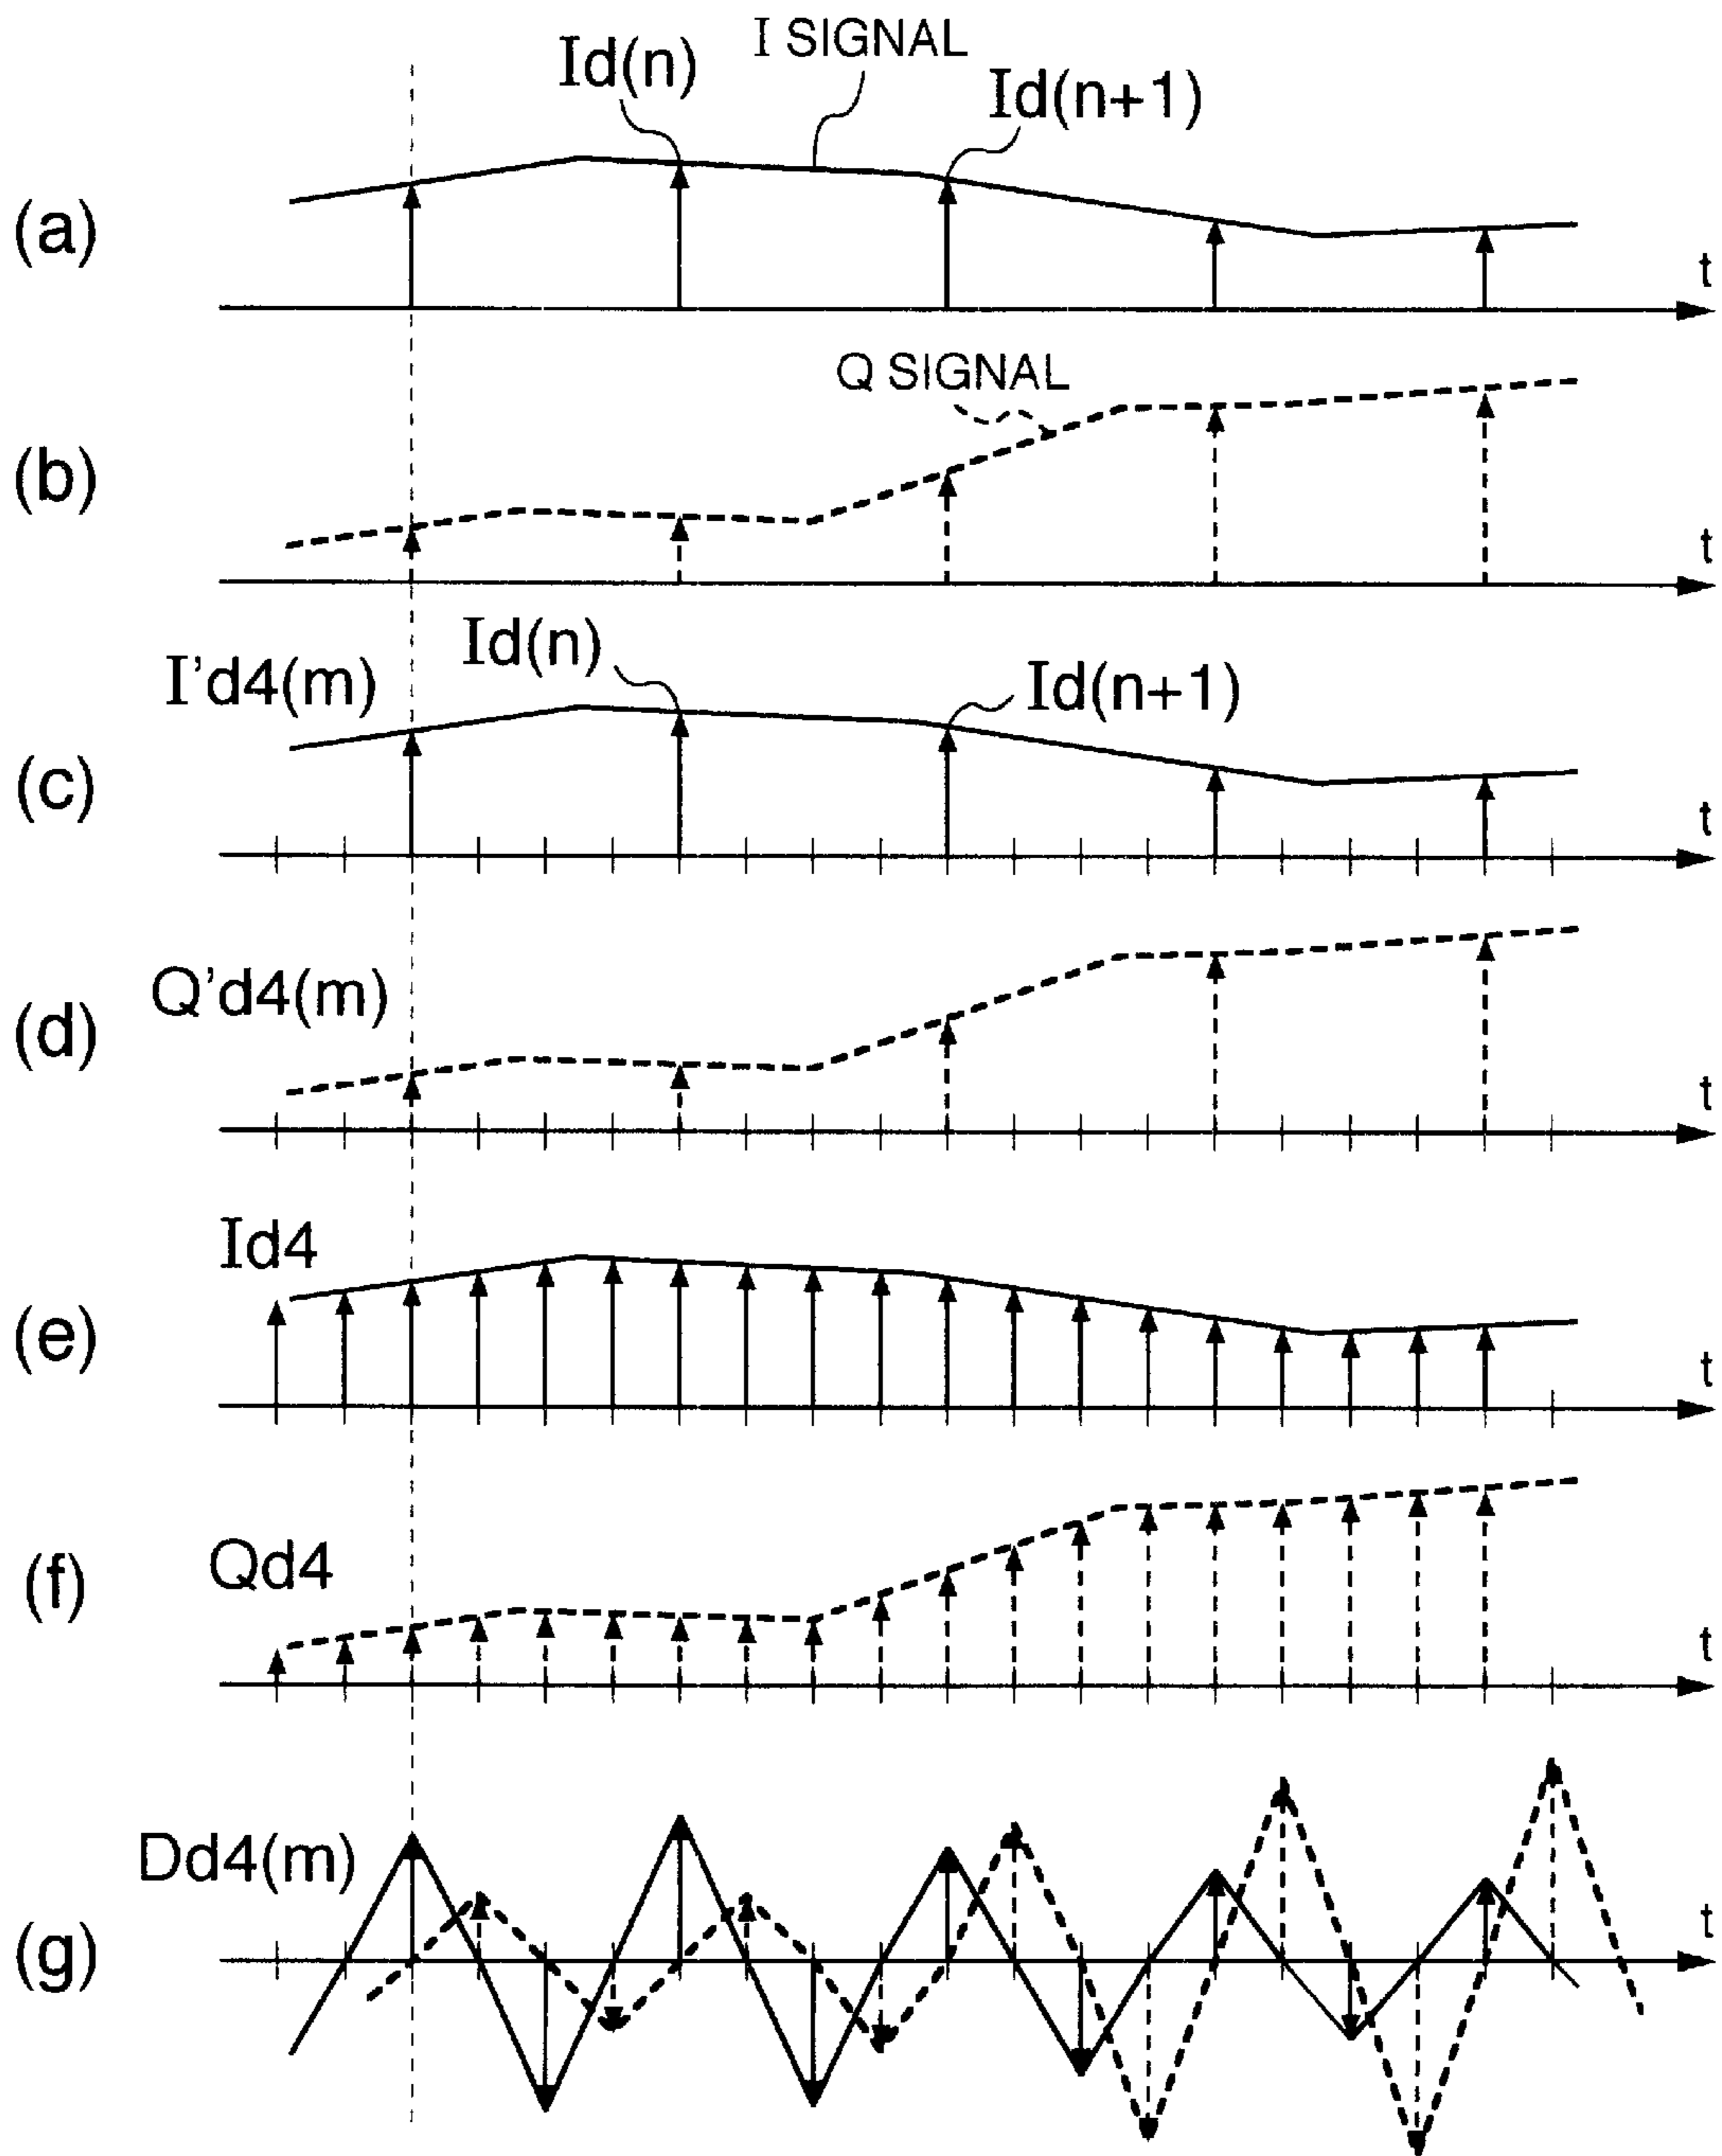 I SIGNAL
Id(n)
Id(n+1)
(a)
t
Q SIGNAL
(b)
t
I'd4(m)
Id(n)
Id(n+1)
(c)
t
Q'd4(m)
(d)
t
Id4
(e)
t
Qd4
(f)
t
Dd4(m)
(g)
t